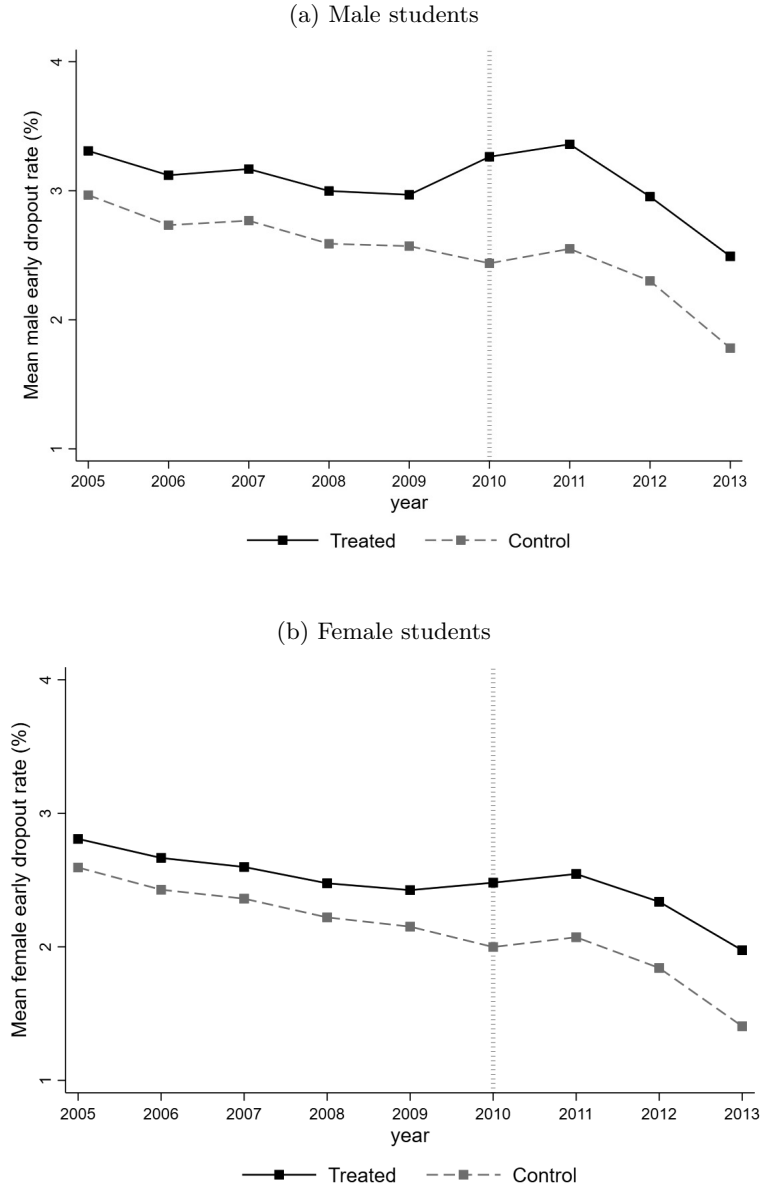 (a) Male students
Mean male early dropout rate (%)
4
3
2
1
2005 2006 2007 2008 2009 2010 2011 2012 2013
year
Treated Control
(b) Female students
Mean female early dropout rate (%)
4
3
2
1
2005 2006 2007 2008 2009 2010 2011 2012 2013
year
Treated Control